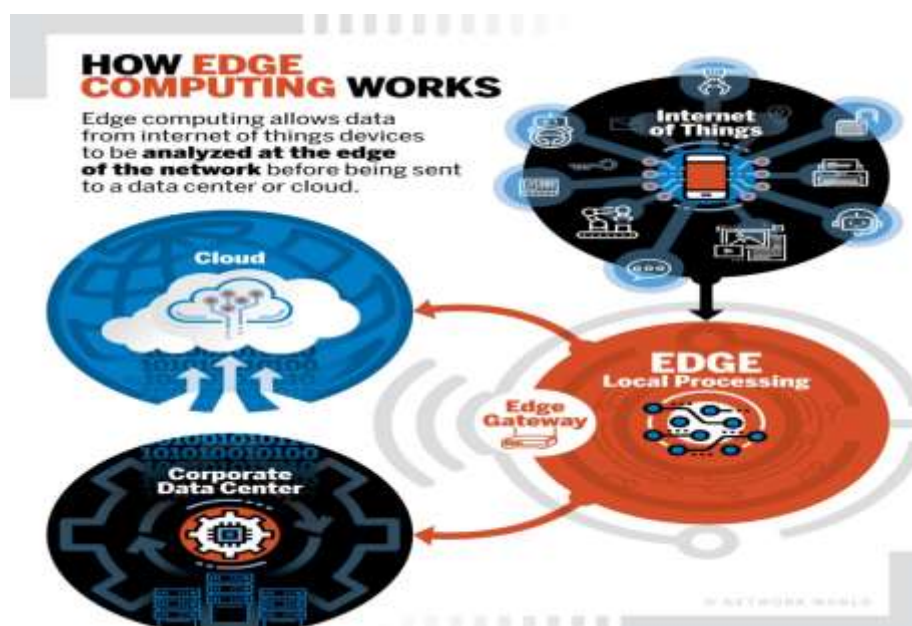 HOW EDGE
COMPUTING WORKS
Edge computing allows data
from internet of things devices
to be analyzed at the edge
of the network before being sent
to a data center or cloud.
Internet
of Things
Cloud
EDGE
Local Processing
Edge
Gateway
Corporate
Data Center
© NETWORK WORLD